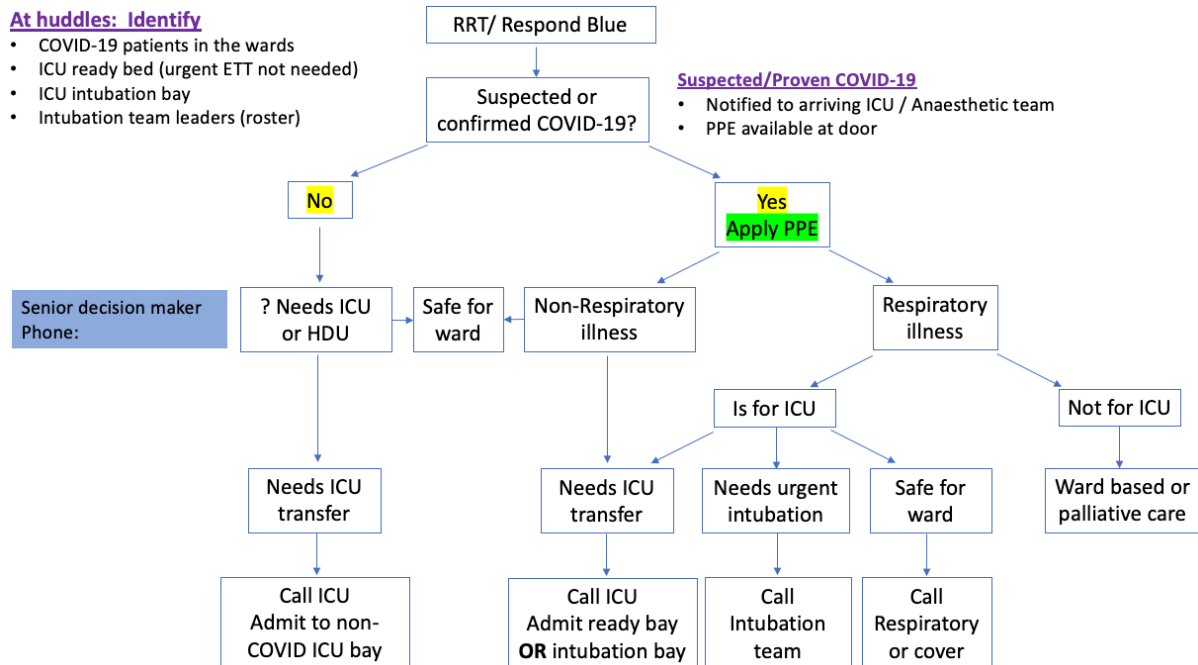 At huddles:  Identify
• COVID-19 patients in the wards
• ICU ready bed (urgent ETT not needed)
• ICU intubation bay
• Intubation team leaders (roster)
RRT/ Respond Blue
Suspected or
confirmed COVID-19?
Suspected/Proven COVID-19
• Notified to arriving ICU / Anaesthetic team
• PPE available at door
No
Yes
Apply PPE
Senior decision maker
Phone:
? Needs ICU
or HDU
Safe for
ward
Non-Respiratory
illness
Respiratory
illness
Is for ICU
Not for ICU
Needs ICU
transfer
Needs ICU
transfer
Needs urgent
intubation
Safe for
ward
Ward based or
palliative care
Call ICU
Admit to non-
COVID ICU bay
Call ICU
Admit ready bay
OR intubation bay
Call
Intubation
team
Call
Respiratory
or cover